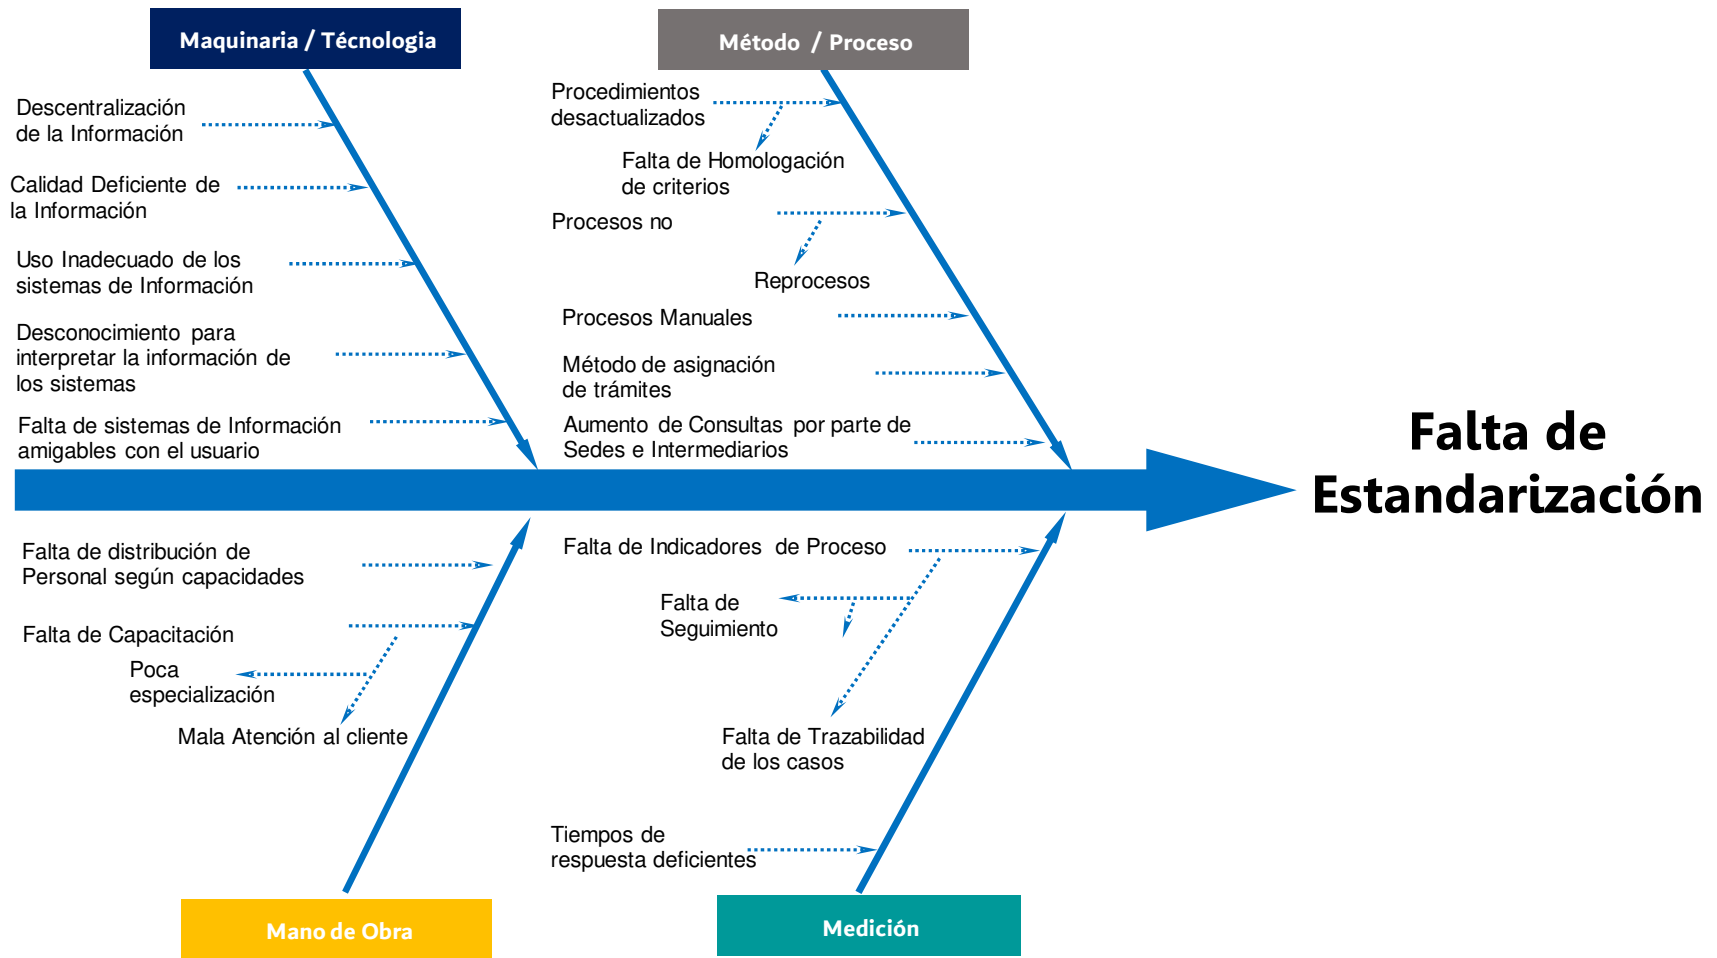 Maquinaria / Técnologia
Descentralización
de la Información
Calidad Deficiente de
la Información
Uso Inadecuado de los
sistemas de Información
Desconocimiento para
interpretar la información de
los sistemas
Falta de sistemas de Información
amigables con el usuario
Método / Proceso
Procedimientos
desactualizados
Falta de Homologación
de criterios
Procesos no
Reprocesos
Procesos Manuales
Método de asignación
de trámites
Aumento de Consultas por parte de
Sedes e Intermediarios
Falta de
Estandarización
Falta de distribución de
Personal según capacidades
Falta de Capacitación
Poca
especialización
Mala Atención al cliente
Mano de Obra
Falta de Indicadores de Proceso
Falta de
Seguimiento
Falta de Trazabilidad
de los casos
Tiempos de
respuesta deficientes
Medición